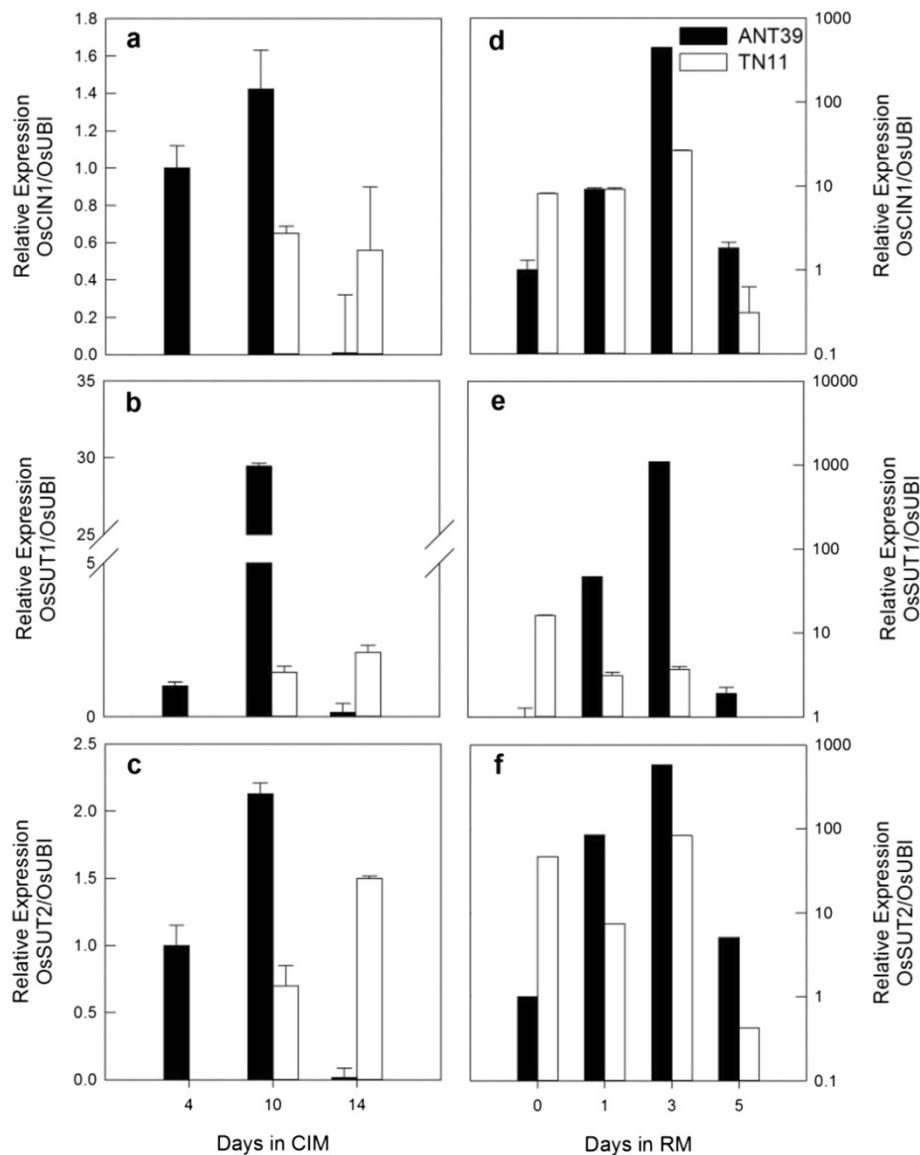 a
1.8
1.6
1.4
1.2
1.0
0.8
0.6
0.4
0.2
0.0
Relative Expression
OsCIN1/OsUBI
d
ANT39
TN11
1000
100
10
1
0.1
Relative Expression
OsCIN1/OsUBI
b
35
30
25
5
0
Relative Expression
OsSUT1/OsUBI
e
10000
1000
100
10
1
Relative Expression
OsSUT1/OsUBI
c
2.5
2.0
1.5
1.0
0.5
0.0
Relative Expression
OsSUT2/OsUBI
4 10 14
Days in CIM
f
1000
100
10
1
0.1
Relative Expression
OsSUT2/OsUBI
0 1 3 5
Days in RM